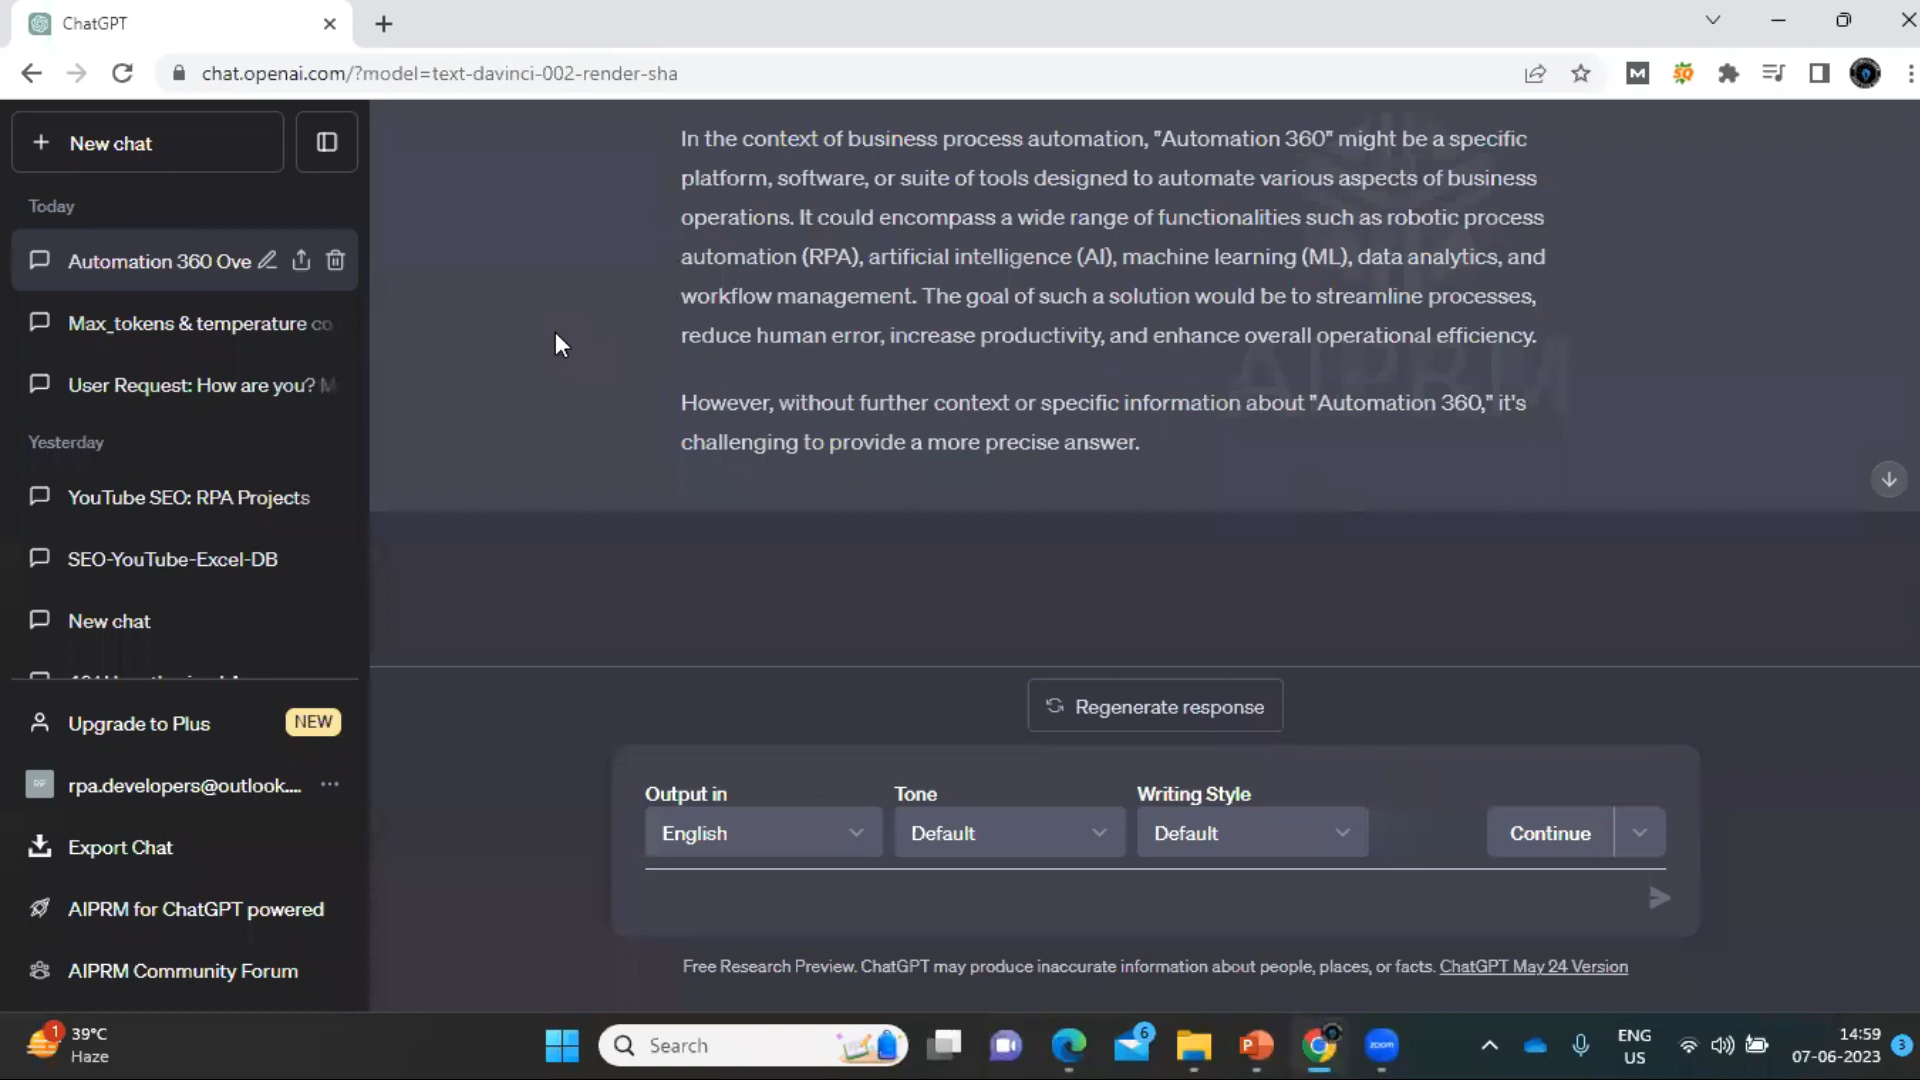 ChatGPT
chat.openai.com/?model=text-davinci-002-render-sha
New chat
Today
Automation 360 Ove
Max_tokens & temperature co
User Request: How are you?
Yesterday
YouTube SEO: RPA Projects
SEO-YouTube-Excel-DB
New chat
Upgrade to Plus NEW
rpa.developers@outlook....
Export Chat
AIPRM for ChatGPT powered
AIPRM Community Forum
In the context of business process automation, "Automation 360" might be a specific
platform, software, or suite of tools designed to automate various aspects of business
operations. It could encompass a wide range of functionalities such as robotic process
automation (RPA), artificial intelligence (AI), machine learning (ML), data analytics, and
workflow management. The goal of such a solution would be to streamline processes,
reduce human error, increase productivity, and enhance overall operational efficiency.
However, without further context or specific information about "Automation 360," it's
challenging to provide a more precise answer.
AIPRM
Regenerate response
Output in Tone Writing Style
English Default Default Continue
Free Research Preview. ChatGPT may produce inaccurate information about people, places, or facts. ChatGPT May 24 Version
1 39°C
Haze
Search
6
zoom
ENG
US
14:59
07-06-2023
3